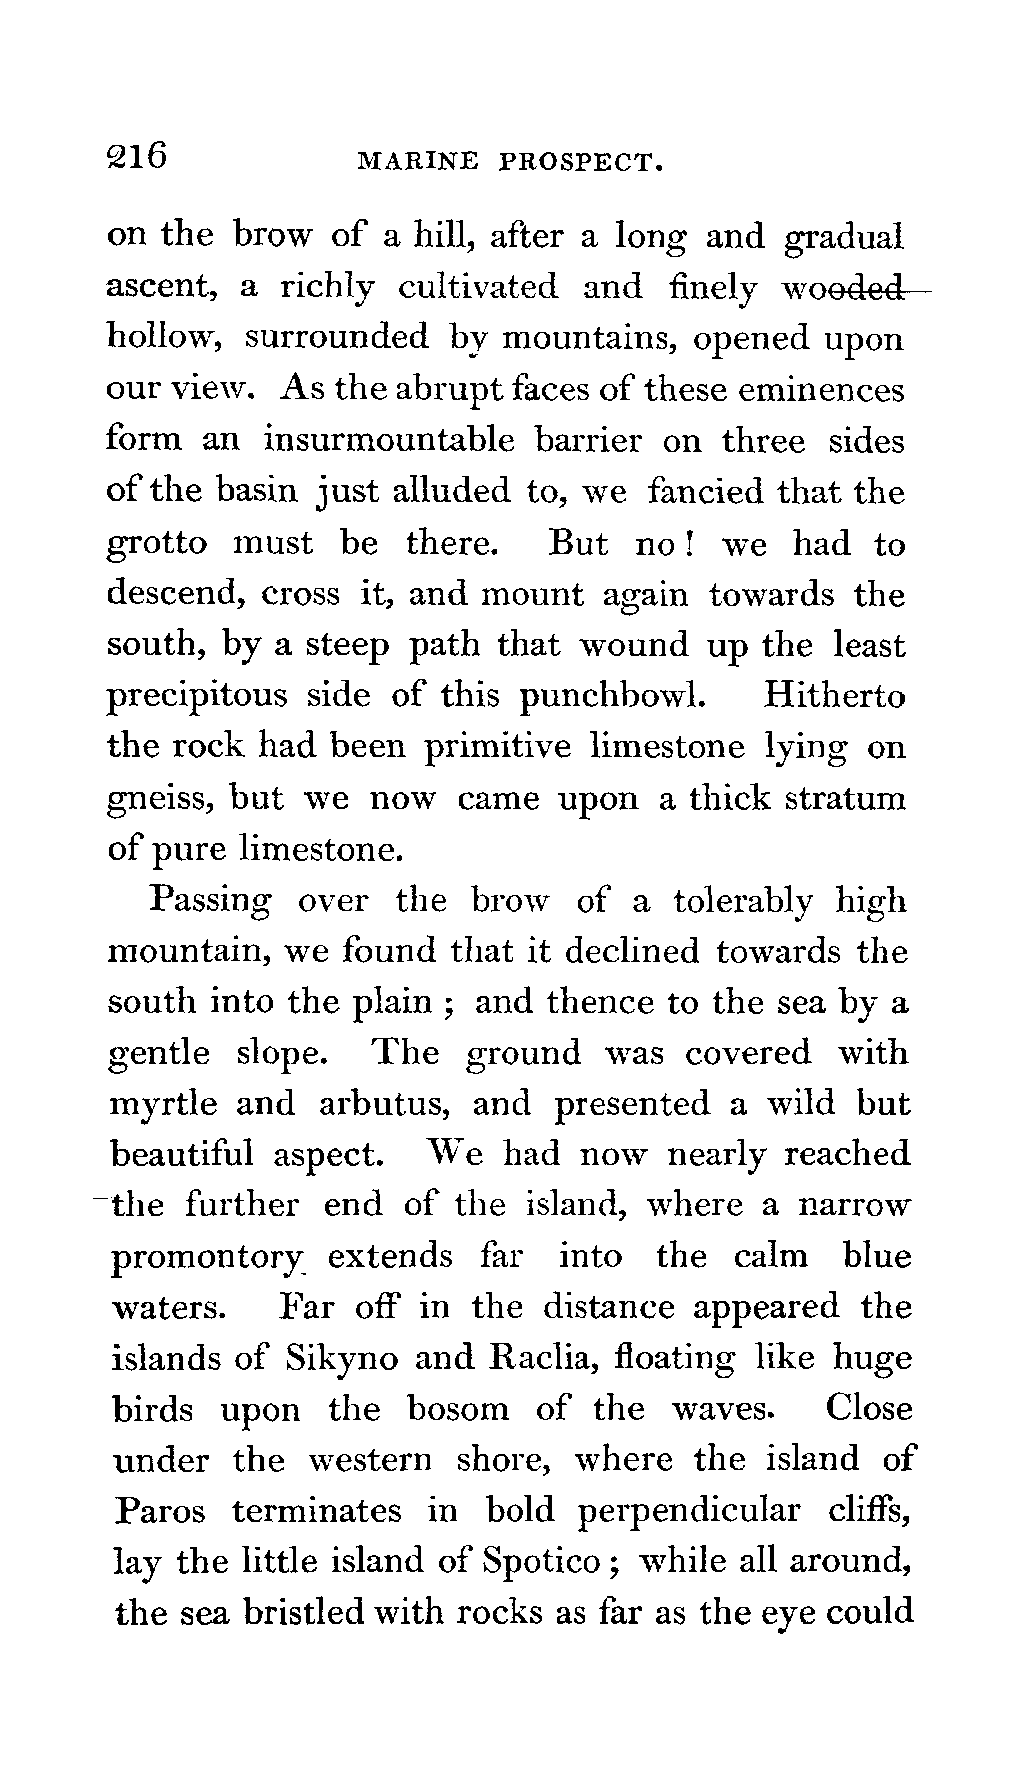 216 MARINE PROSPECT.
on the brow of a hill, after a long and gradual
ascent, a richly cultivated and finely wooded
hollow, surrounded by mountains, opened upon
our view. As the abrupt faces of these eminences
form an insurmountable barrier on three sides
of the basin just alluded to, we fancied that the
grotto must be there. But no! we had to
descend, cross it, and mount again towards the
south, by a steep path that wound up the least
precipitous side of this punchbowl. Hitherto
the rock had been primitive limestone lying on
gneiss, but we now came upon a thick stratum
of pure limestone.
Passing over the brow of a tolerably high
mountain, we found that it declined towards the
south into the plain; and thence to the sea by a
gentle slope. The ground was covered with
myrtle and arbutus, and presented a wild but
beautiful aspect. We had now nearly reached
the further end of the island, where a narrow
promontory extends far into the calm blue
waters. Far off in the distance appeared the
islands of Sikyno and Raclia, floating like huge
birds upon the bosom of the waves. Close
under the western shore, where the island of
Paros terminates in bold perpendicular cliffs,
lay the little island of Spotico; while all around,
the sea bristled with rocks as far as the eye could